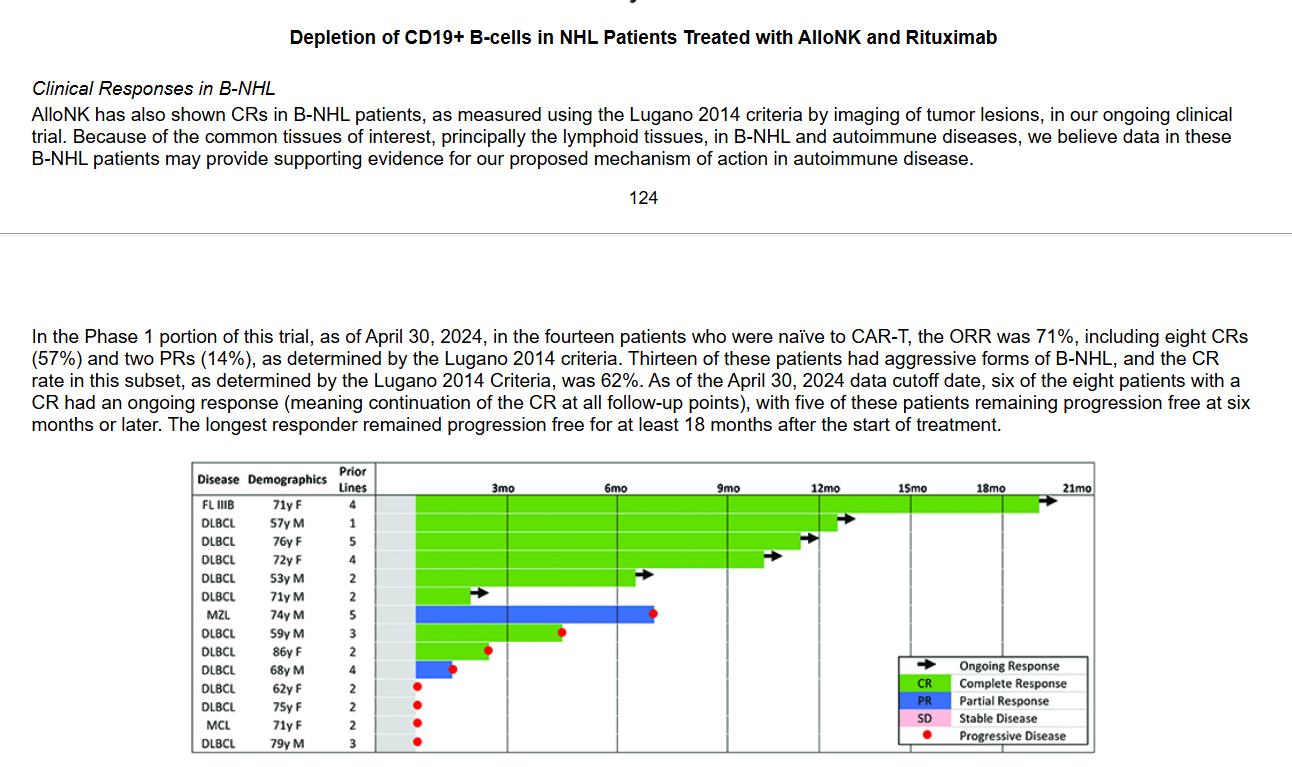 Depletion of CD19+ B-cells in NHL Patients Treated with AlloNK and Rituximab
Clinical Responses in B-NHL
AlloNK has also shown CRs in B-NHL patients, as measured using the Lugano 2014 criteria by imaging of tumor lesions, in our ongoing clinical
trial. Because of the common tissues of interest, principally the lymphoid tissues, in B-NHL and autoimmune diseases, we believe data in these
B-NHL patients may provide supporting evidence for our proposed mechanism of action in autoimmune disease.
124
In the Phase 1 portion of this trial, as of April 30, 2024, in the fourteen patients who were naïve to CAR-T, the ORR was 71%, including eight CRs
(57%) and two PRs (14%), as determined by the Lugano 2014 criteria. Thirteen of these patients had aggressive forms of B-NHL, and the CR
rate in this subset, as determined by the Lugano 2014 Criteria, was 62%. As of the April 30, 2024 data cutoff date, six of the eight patients with a
CR had an ongoing response (meaning continuation of the CR at all follow-up points), with five of these patients remaining progression free at six
months or later. The longest responder remained progression free for at least 18 months after the start of treatment.
Disease Demographics Prior Lines
3mo 6mo 9mo 12mo 15mo 18mo 21mo
FL IIIB 71y F 4
DLBCL 57y M 1
DLBCL 76y F 5
DLBCL 72y F 4
DLBCL 53y M 2
DLBCL 71y M 2
MZL 74y M 5
DLBCL 59y M 3
DLBCL 86y F 2
DLBCL 68y M 4
DLBCL 62y F 2
DLBCL 75y F 2
MCL 71y F 2
DLBCL 79y M 3
Ongoing Response
CR Complete Response
PR Partial Response
SD Stable Disease
Progressive Disease